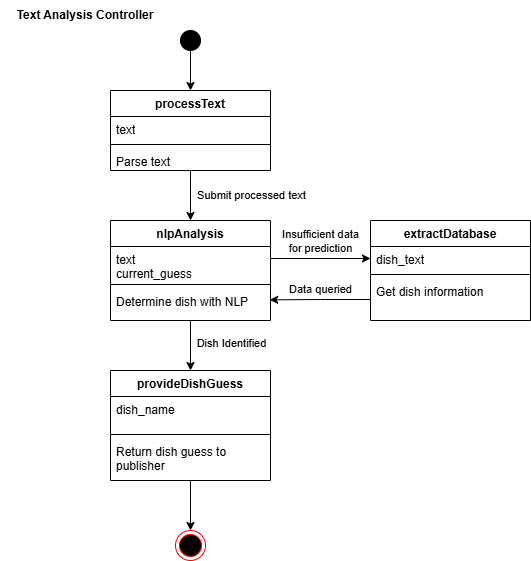 Text Analysis Controller
processText
text
Parse text
Submit processed text
nlpAnalysis
text
current_guess
Determine dish with NLP
Insufficient data
for prediction
Data queried
extractDatabase
dish_text
Get dish information
Dish Identified
provideDishGuess
dish_name
Return dish guess to
publisher